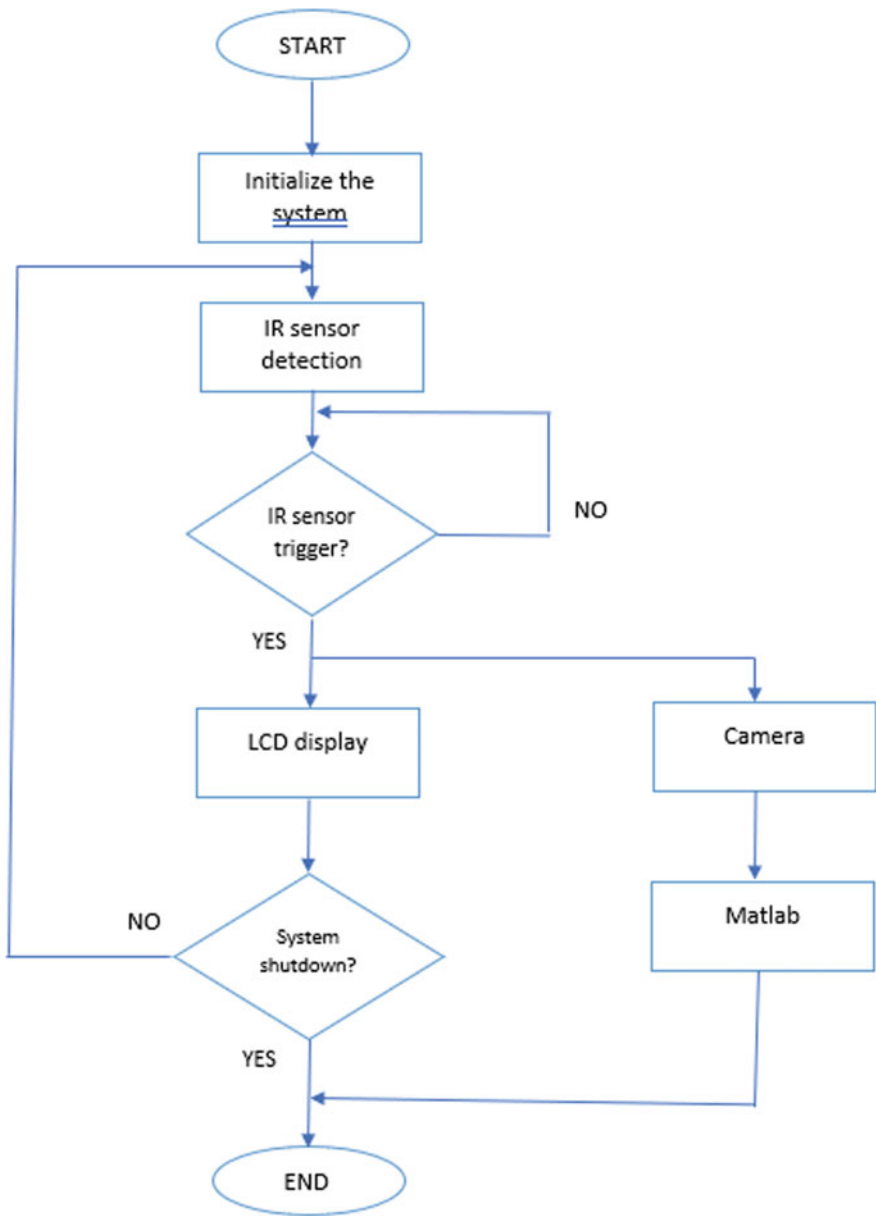 START
Initialize the
system
IR sensor
detection
IR sensor
trigger?
NO
YES
LCD display
Camera
Matlab
NO
System
shutdown?
YES
END